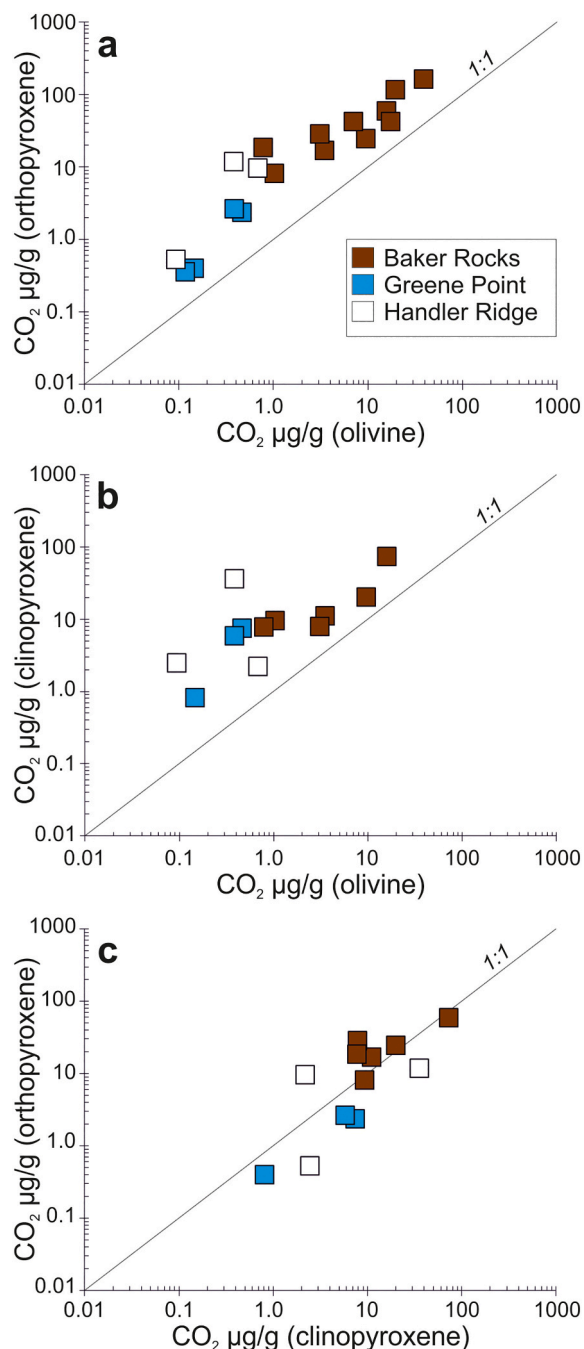 a
1000
100
10
1.0
0.1
0.01
CO₂ µg/g (orthopyroxene)
1:1
Baker Rocks
Greene Point
Handler Ridge
0.01 0.1 1.0 10 100 1000
CO₂ µg/g (olivine)
b
1000
100
10
1.0
0.1
0.01
CO₂ µg/g (clinopyroxene)
1:1
0.01 0.1 1.0 10 100 1000
CO₂ µg/g (olivine)
c
1000
100
10
1.0
0.1
0.01
CO₂ µg/g (orthopyroxene)
1:1
0.01 0.1 1.0 10 100 1000
CO₂ µg/g (clinopyroxene)